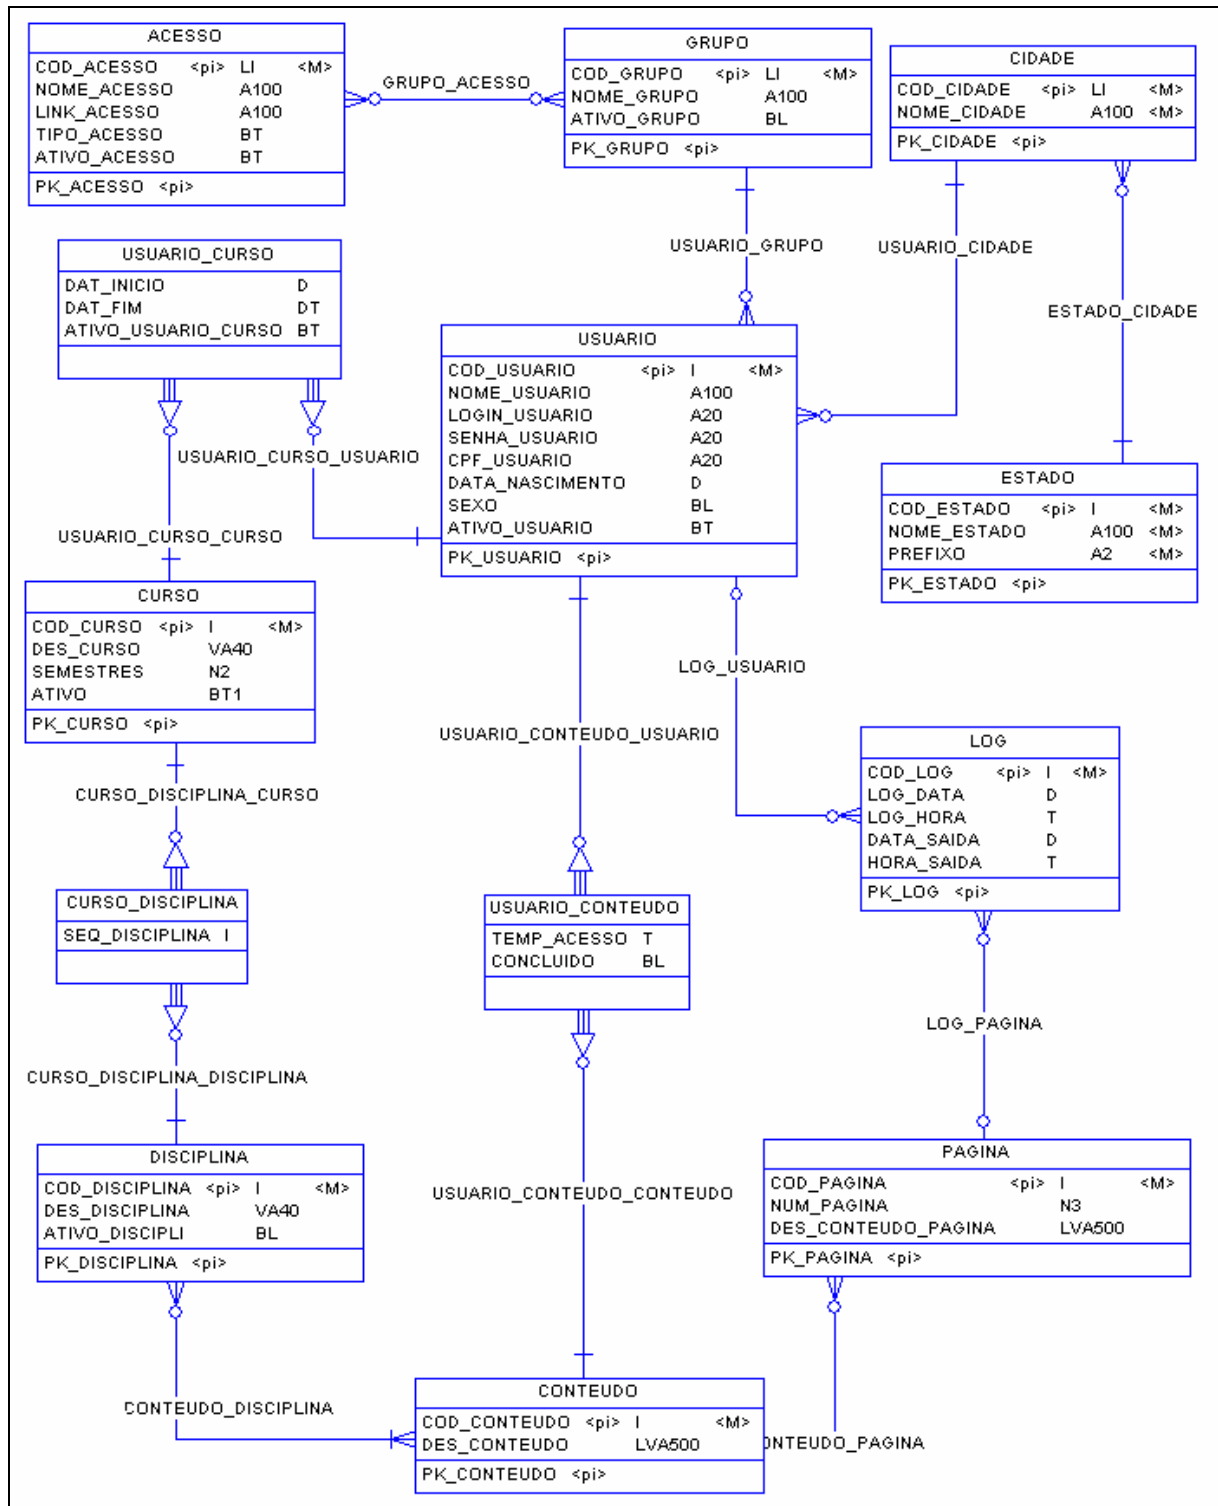 ACESSO
COD_ACESSO <pi> LI <M>
NOME_ACESSO A100
LINK_ACESSO A100
TIPO_ACESSO BT
ATIVO_ACESSO BT
PK_ACESSO <pi>
GRUPO_ACESSO
GRUPO
COD_GRUPO <pi> LI <M>
NOME_GRUPO A100
ATIVO_GRUPO BL
PK_GRUPO <pi>
CIDADE
COD_CIDADE <pi> LI <M>
NOME_CIDADE A100 <M>
PK_CIDADE <pi>
USUARIO_CURSO
DAT_INICIO D
DAT_FIM DT
ATIVO_USUARIO_CURSO BT
USUARIO_GRUPO
USUARIO_CIDADE
ESTADO_CIDADE
USUARIO
COD_USUARIO <pi> I <M>
NOME_USUARIO A100
LOGIN_USUARIO A20
SENHA_USUARIO A20
CPF_USUARIO A20
DATA_NASCIMENTO D
SEXO BL
ATIVO_USUARIO BT
PK_USUARIO <pi>
USUARIO_CURSO_USUARIO
USUARIO_CURSO_CURSO
ESTADO
COD_ESTADO <pi> I <M>
NOME_ESTADO A100 <M>
PREFIXO A2 <M>
PK_ESTADO <pi>
CURSO
COD_CURSO <pi> I <M>
DES_CURSO VA40
SEMESTRES N2
ATIVO BT1
PK_CURSO <pi>
LOG_USUARIO
USUARIO_CONTEUDO_USUARIO
LOG
COD_LOG <pi> I <M>
LOG_DATA D
LOG_HORA T
DATA_SAIDA D
HORA_SAIDA T
PK_LOG <pi>
CURSO_DISCIPLINA_CURSO
CURSO_DISCIPLINA
SEQ_DISCIPLINA I
USUARIO_CONTEUDO
TEMP_ACESSO T
CONCLUIDO BL
LOG_PAGINA
CURSO_DISCIPLINA_DISCIPLINA
DISCIPLINA
COD_DISCIPLINA <pi> I <M>
DES_DISCIPLINA VA40
ATIVO_DISCIPLI BL
PK_DISCIPLINA <pi>
USUARIO_CONTEUDO_CONTEUDO
PAGINA
COD_PAGINA <pi> I <M>
NUM_PAGINA N3
DES_CONTEUDO_PAGINA LVA500
PK_PAGINA <pi>
CONTEUDO_DISCIPLINA
CONTEUDO
COD_CONTEUDO <pi> I <M>
DES_CONTEUDO LVA500
PK_CONTEUDO <pi>
ONTEUDO_PAGINA